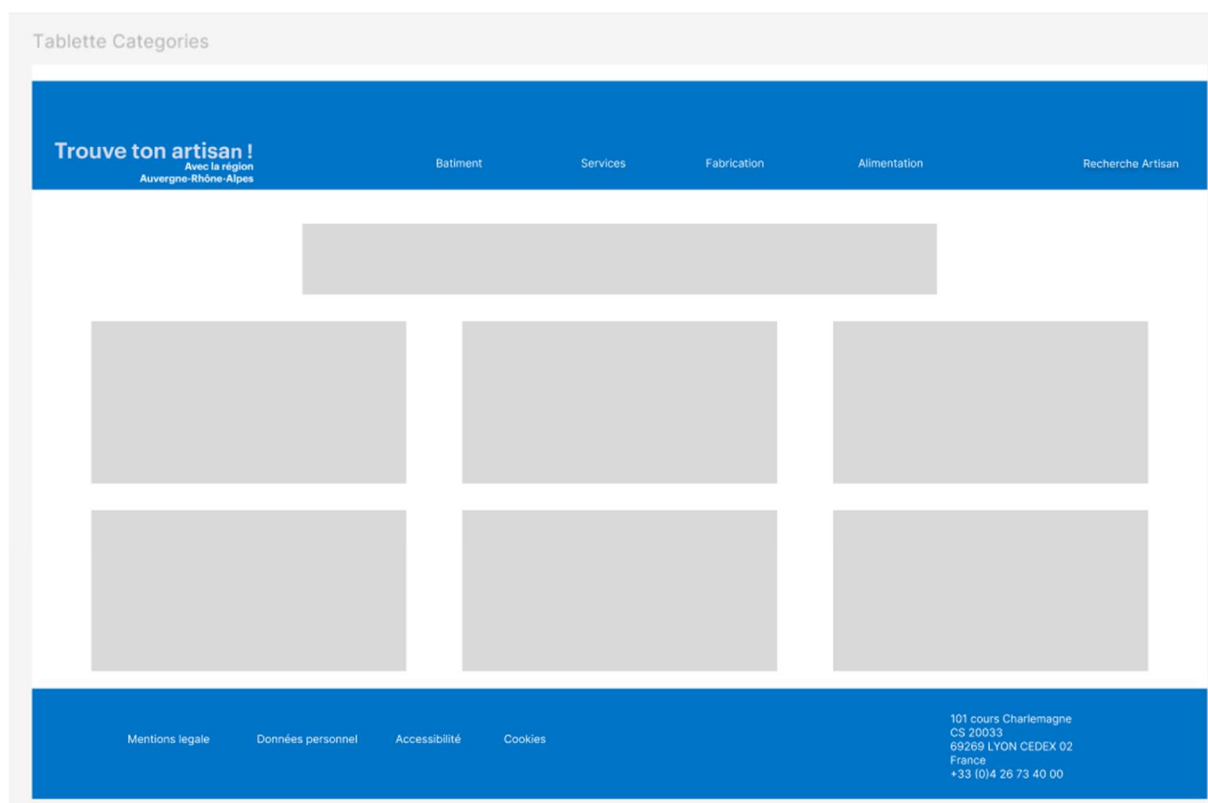 Tablette Categories
Trouve ton artisan !
Avec la région
Auvergne-Rhône-Alpes
Batiment
Services
Fabrication
Alimentation
Recherche Artisan
Mentions legale
Données personnel
Accessibilité
Cookies
101 cours Charlemagne
CS 20033
69269 LYON CEDEX 02
France
+33 (0)4 26 73 40 00